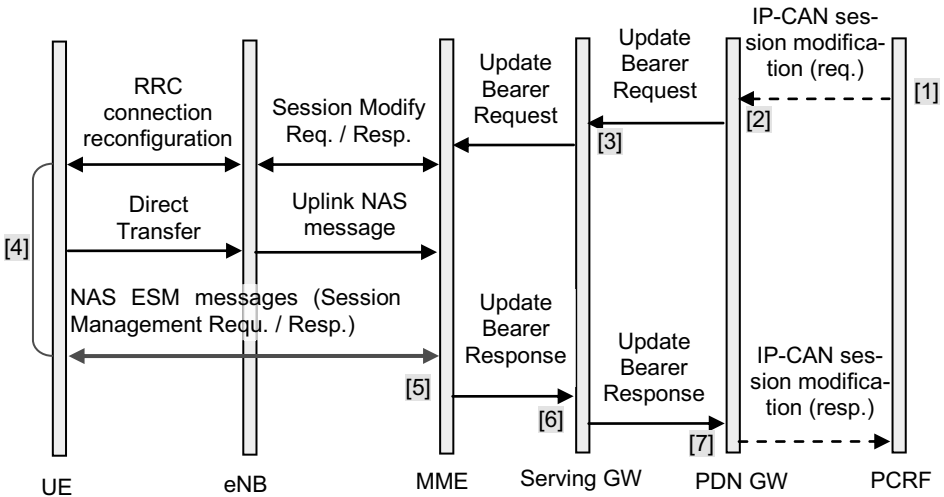 IP-CAN ses-
sion modifica-
tion (req.)
Update
Bearer
Request
Update
Bearer
Request
RRC
connection
reconfiguration
Session Modify
Req. / Resp.
[1]
[2]
[3]
Direct
Transfer
Uplink NAS
message
[4]
NAS ESM messages (Session
Management Requ. / Resp.)
Update
Bearer
Response
Update
Bearer
Response
IP-CAN ses-
sion modifica-
tion (resp.)
[5]
[6]
[7]
UE
eNB
MME
Serving GW
PDN GW
PCRF